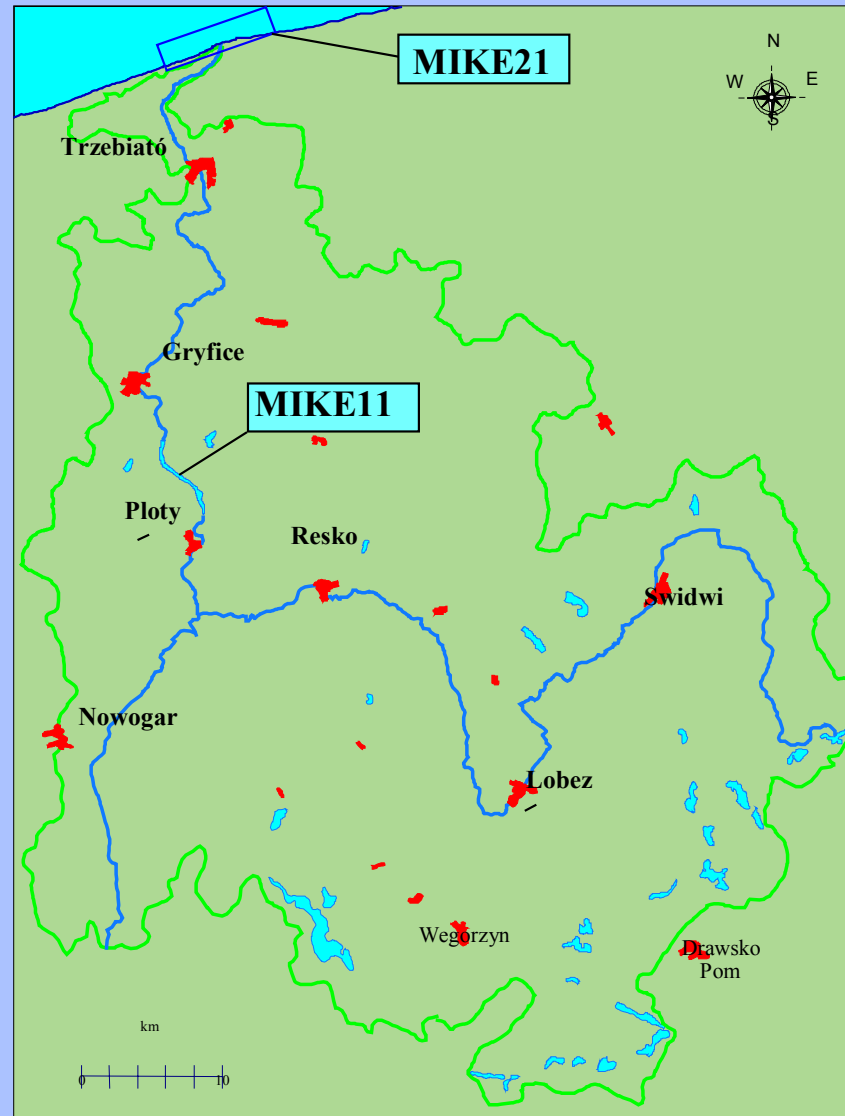 MIKE21
N
W
E
S
Trzebiató
Gryfice
MIKE11
Ploty
Resko
Swidwi
Nowogar
Lobez
Wegorzyn
Drawsko
Pom
km
0
10